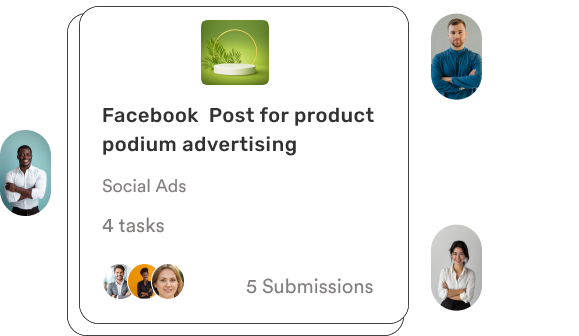 Facebook Post for product
podium advertising
Social Ads
4 tasks
5 Submissions